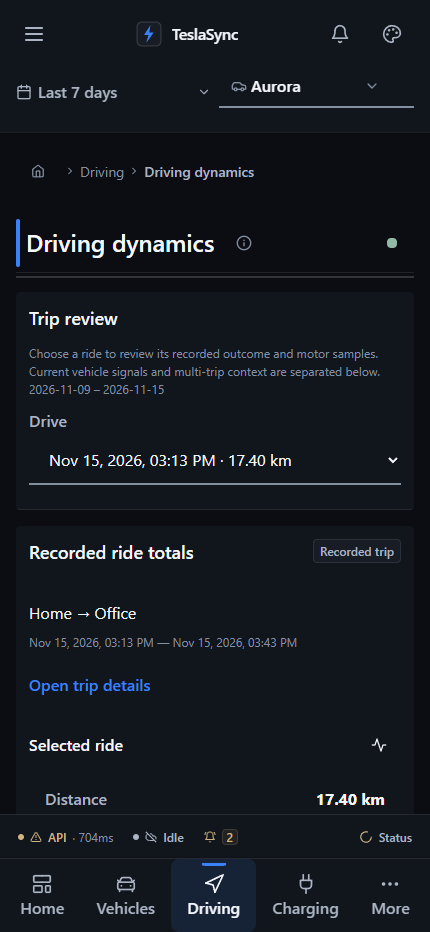 TeslaSync
Last 7 days
Aurora
Driving
Driving dynamics
Driving dynamics
Trip review
Choose a ride to review its recorded outcome and motor samples.
Current vehicle signals and multi-trip context are separated below.
2026-11-09 – 2026-11-15
Drive
Nov 15, 2026, 03:13 PM · 17.40 km
Recorded ride totals
Recorded trip
Home → Office
Nov 15, 2026, 03:13 PM — Nov 15, 2026, 03:43 PM
Open trip details
Selected ride
Distance
17.40 km
API · 704ms
Idle
2
Status
Home
Vehicles
Driving
Charging
More